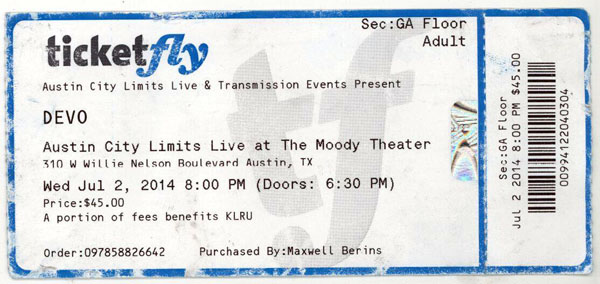 Sec:GA Floor
Adult
ticketfly
Austin City Limits Live & Transmission Events Present
DEVO
Austin City Limits Live at The Moody Theater
310 W Willie Nelson Boulevard Austin, TX
Wed Jul 2, 2014 8:00 PM (Doors: 6:30 PM)
Price:$45.00
A portion of fees benefits KLRU
Order:097858826642 Purchased By:Maxwell Berins
tf
Sec:GA Floor
Jul 2 2014 8:00 PM $45.00
00994122040304